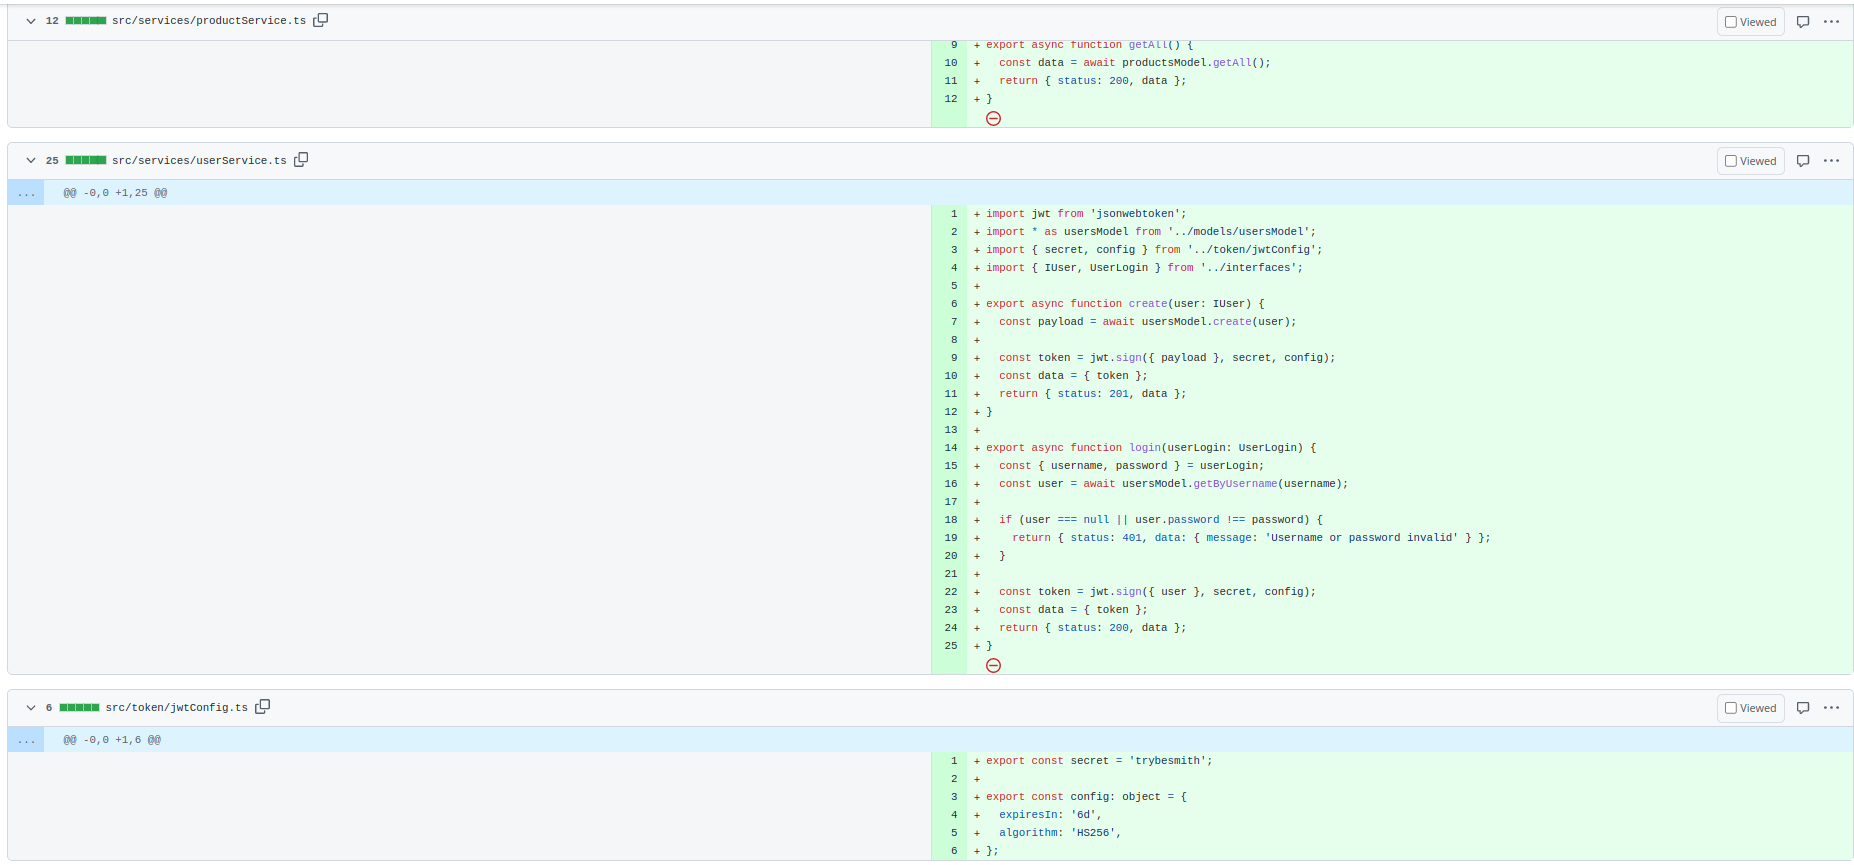 12 src/services/productService.ts Viewed
9 + export async function getAll() {
10 + const data = await productsModel.getAll();
11 + return { status: 200, data };
12 + }
25 src/services/userService.ts Viewed
... @@ -0,0 +1,25 @@
1 + import jwt from 'jsonwebtoken';
2 + import * as usersModel from '../models/usersModel';
3 + import { secret, config } from '../token/jwtConfig';
4 + import { IUser, UserLogin } from '../interfaces';
5 +
6 + export async function create(user: IUser) {
7 + const payload = await usersModel.create(user);
8 +
9 + const token = jwt.sign({ payload }, secret, config);
10 + const data = { token };
11 + return { status: 201, data };
12 + }
13 +
14 + export async function login(userLogin: UserLogin) {
15 + const { username, password } = userLogin;
16 + const user = await usersModel.getByUsername(username);
17 +
18 + if (user === null || user.password !== password) {
19 + return { status: 401, data: { message: 'Username or password invalid' } };
20 + }
21 +
22 + const token = jwt.sign({ user }, secret, config);
23 + const data = { token };
24 + return { status: 200, data };
25 + }
6 src/token/jwtConfig.ts Viewed
... @@ -0,0 +1,6 @@
1 + export const secret = 'trybesmith';
2 +
3 + export const config: object = {
4 + expiresIn: '6d',
5 + algorithm: 'HS256',
6 + };